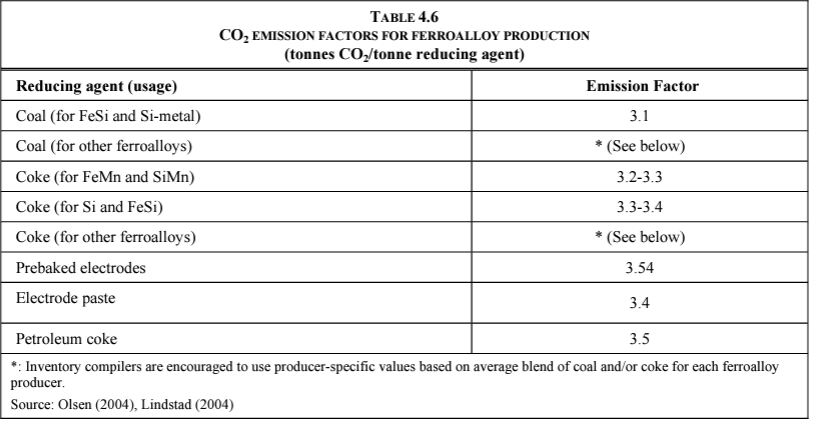 TABLE 4.6
CO2 EMISSION FACTORS FOR FERROALLOY PRODUCTION
(tonnes CO2/tonne reducing agent)
Reducing agent (usage) Emission Factor
Coal (for FeSi and Si-metal) 3.1
Coal (for other ferroalloys) * (See below)
Coke (for FeMn and SiMn) 3.2-3.3
Coke (for Si and FeSi) 3.3-3.4
Coke (for other ferroalloys) * (See below)
Prebaked electrodes 3.54
Electrode paste 3.4
Petroleum coke 3.5
*: Inventory compilers are encouraged to use producer-specific values based on average blend of coal and/or coke for each ferroalloy
producer.
Source: Olsen (2004), Lindstad (2004)